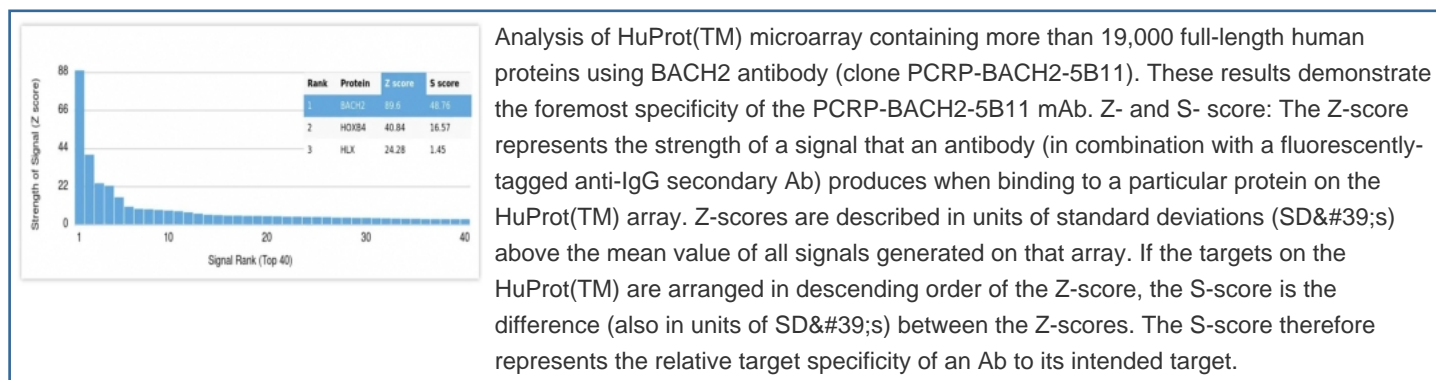 88
66
44
22
0
Strength of Signal (Z score)
1 10 20 30 40
Signal Rank (Top 40)
Rank Protein Z score S score
1 BACH2 89.6 48.76
2 HOXB4 40.84 16.57
3 HLX 24.28 1.45
Analysis of HuProt(TM) microarray containing more than 19,000 full-length human
proteins using BACH2 antibody (clone PCRP-BACH2-5B11). These results demonstrate
the foremost specificity of the PCRP-BACH2-5B11 mAb. Z- and S- score: The Z-score
represents the strength of a signal that an antibody (in combination with a fluorescently-
tagged anti-IgG secondary Ab) produces when binding to a particular protein on the
HuProt(TM) array. Z-scores are described in units of standard deviations (SD&#39;s)
above the mean value of all signals generated on that array. If the targets on the
HuProt(TM) are arranged in descending order of the Z-score, the S-score is the
difference (also in units of SD&#39;s) between the Z-scores. The S-score therefore
represents the relative target specificity of an Ab to its intended target.